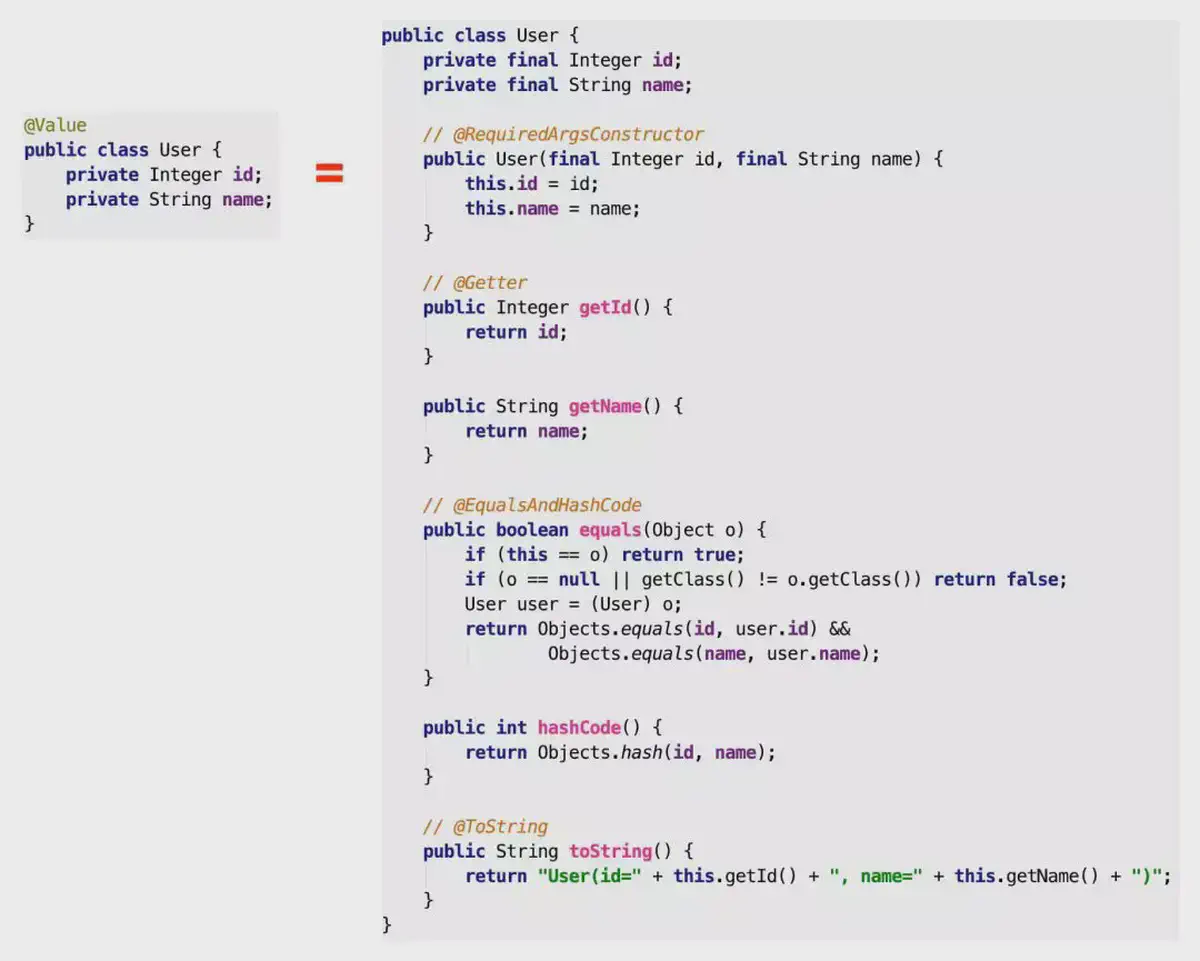 @Value
public class User {
    private Integer id;
    private String name;
}
=
public class User {
    private final Integer id;
    private final String name;

    // @RequiredArgsConstructor
    public User(final Integer id, final String name) {
        this.id = id;
        this.name = name;
    }

    // @Getter
    public Integer getId() {
        return id;
    }

    public String getName() {
        return name;
    }

    // @EqualsAndHashCode
    public boolean equals(Object o) {
        if (this == o) return true;
        if (o == null || getClass() != o.getClass()) return false;
        User user = (User) o;
        return Objects.equals(id, user.id) &&
                Objects.equals(name, user.name);
    }

    public int hashCode() {
        return Objects.hash(id, name);
    }

    // @ToString
    public String toString() {
        return "User(id=" + this.getId() + ", name=" + this.getName() + ")";
    }
}